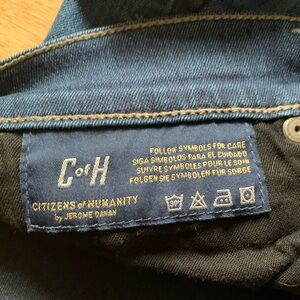 C of H
CITIZENS of HUMANITY
by JEROME DAHAN
FOLLOW SYMBOLS FOR CARE
SIGA SIMBOLOS PARA EL CUIDADO
SUIVRE SYMBOLES POUR LE SOIN
FOLGEN SIE SYMBOLEN FÜR SORGE
30°